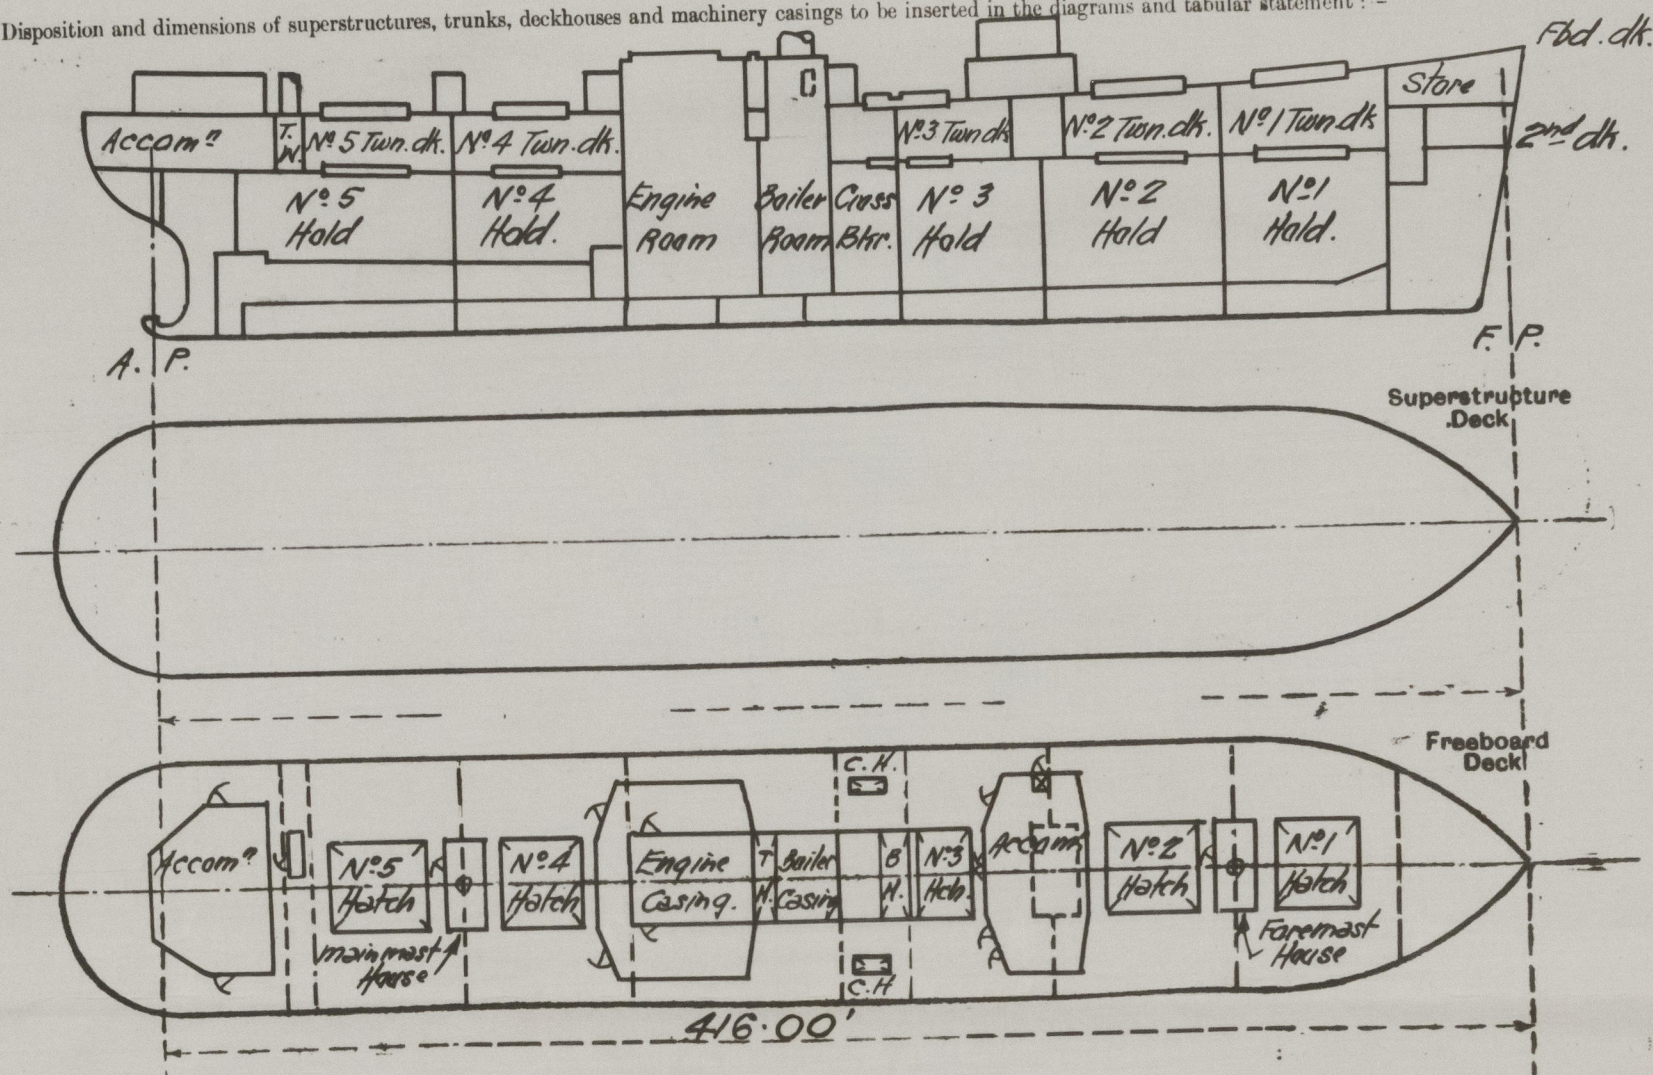 Disposition and dimensions of superstructures, trunks, deckhouses and machinery casings to be inserted in the diagrams and tabular statement : –
Fbd. dk.
Store
2nd dk.
Accomn
T.
W.
No 5 Twn. dk.
No 4 Twn. dk.
No 3 Twn dk
No 2 Twn. dk.
No 1 Twn. dk
No 5
Hold
No 4
Hold.
Engine
Room
Boiler
Room
Cross
Bkr.
No 3
Hold
No 2
Hold
No 1
Hold.
A. P.
F. P.
Superstructure
Deck
Freeboard
Deck
C.H.
Accomn
No 5
Hatch
No 4
Hatch
Engine
Casing.
T
H.
Boiler
Casing
B
H.
No 3
Hch.
Accomn
No 2
Hatch
No 1
Hatch
mainmast
House
Foremast
House
C.H
416.00'